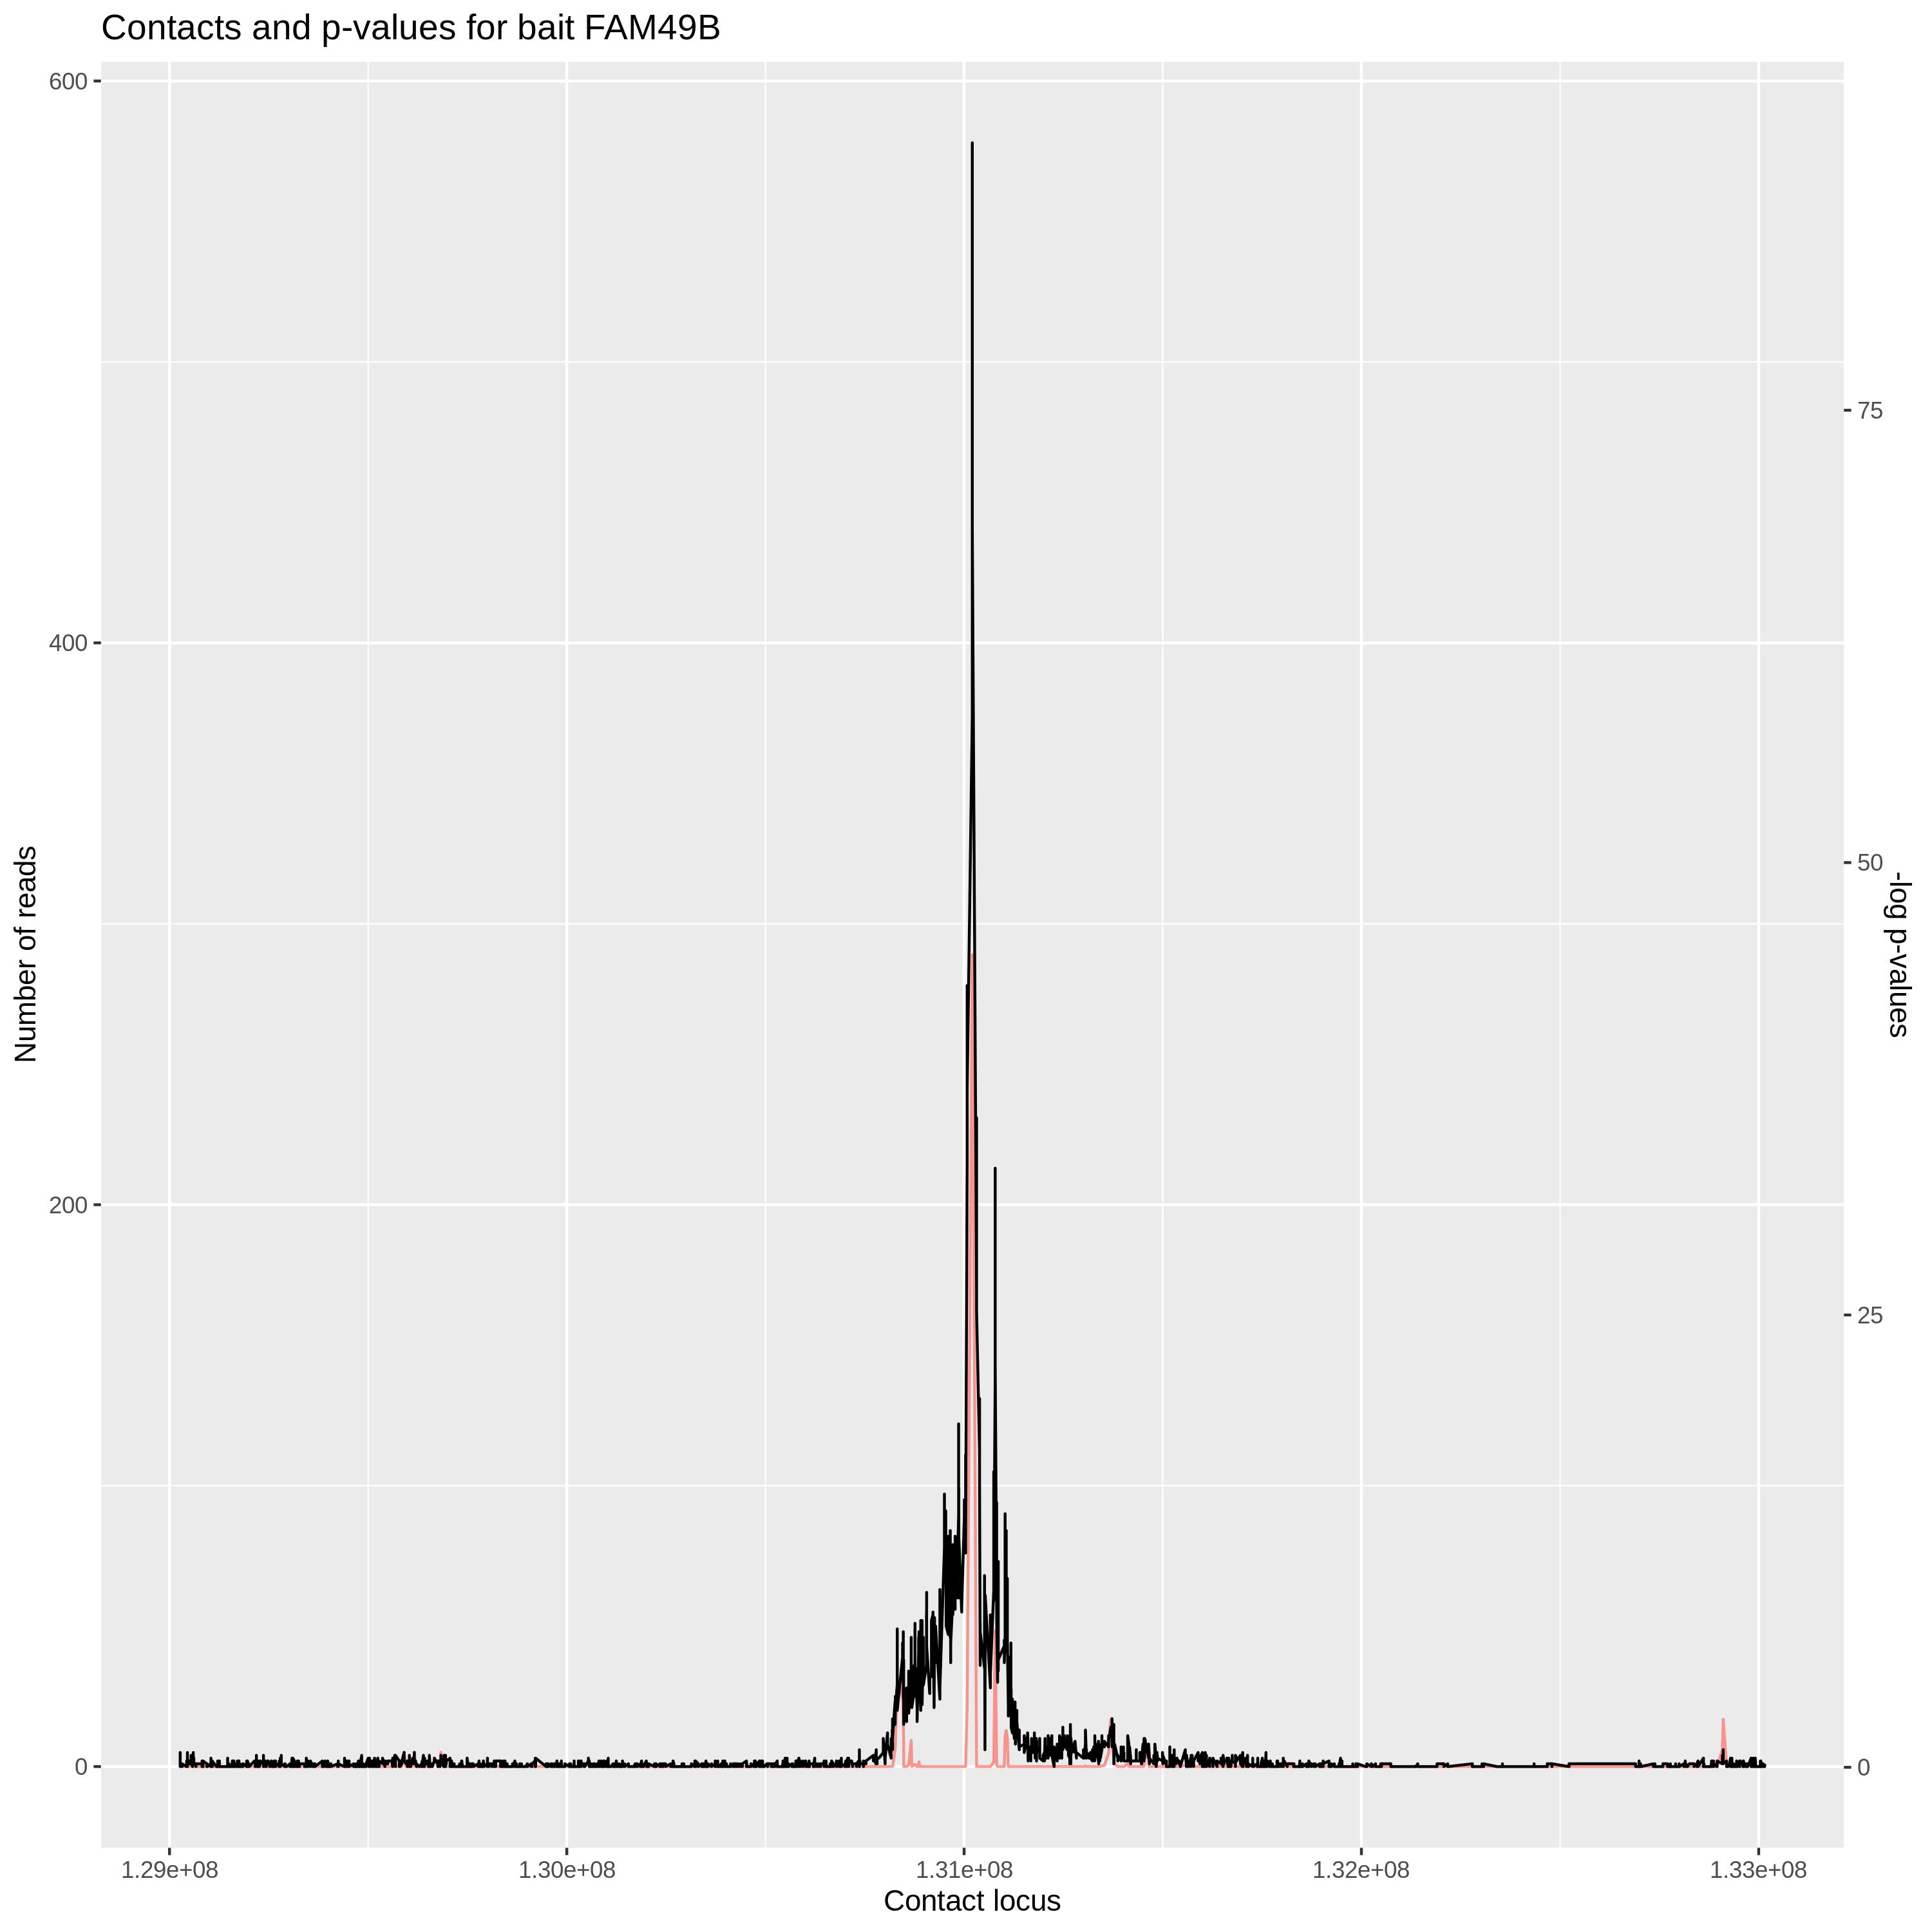 Contacts and p-values for bait FAM49B
600
400
200
0
Number of reads
75
50
25
0
-log p-values
1.29e+08
1.30e+08
1.31e+08
1.32e+08
1.33e+08
Contact locus